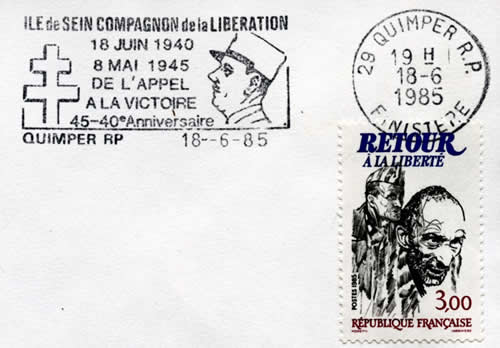 ILE de SEIN COMPAGNON de la LIBERATION
18 JUIN 1940
8 MAI 1945
DE L'APPEL
A LA VICTOIRE
45-40e Anniversaire
QUIMPER RP 18--6-85
29 QUIMPER R.P.
19 H
18-6
1985
FINISTERE
RETOUR
À LA LIBERTÉ
POSTES 1985
3,00
RÉPUBLIQUE FRANÇAISE